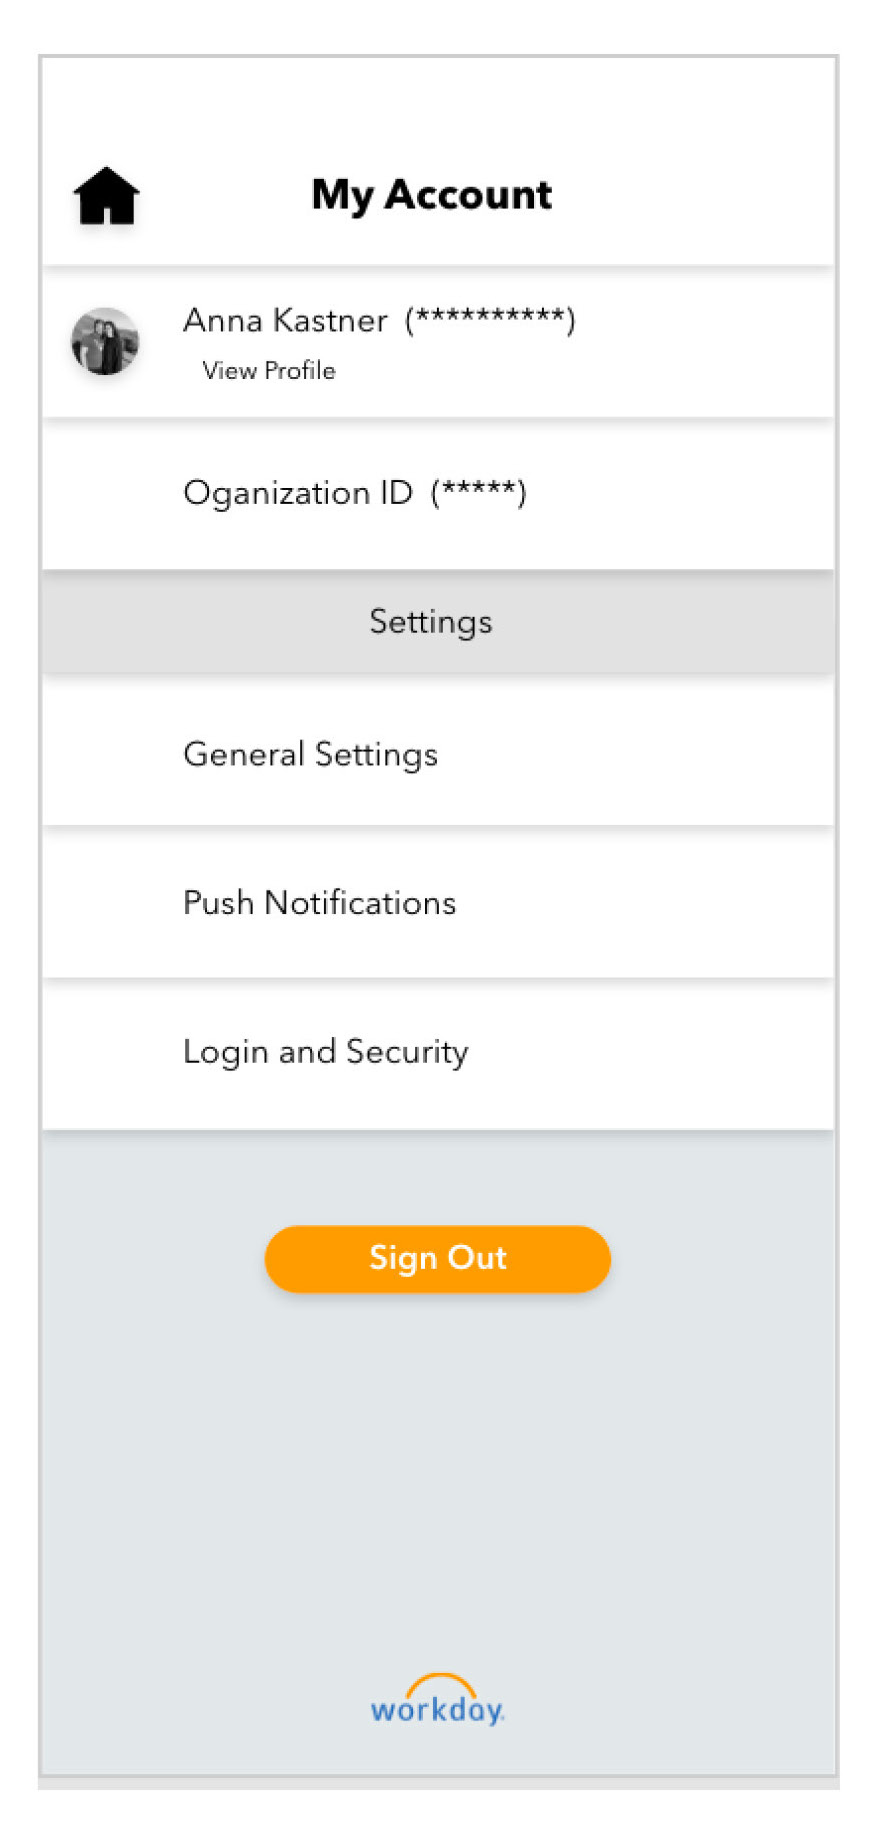 My Account
Anna Kastner (**********)
View Profile
Oganization ID (*****)
Settings
General Settings
Push Notifications
Login and Security
Sign Out
workday.